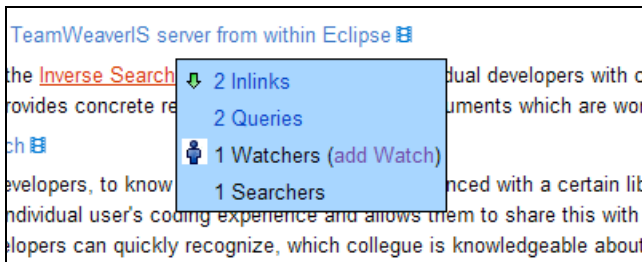 TeamWeaverIS server from within Eclipse
the Inverse Search dual developers with
provides concrete re uments which are wor
ch
2 Inlinks
2 Queries
1 Watchers (add Watch)
1 Searchers
evelopers, to know nced with a certain lib
ndividual user's coding experience and allows them to share this with
elopers can quickly recognize, which collegue is knowledgeable about